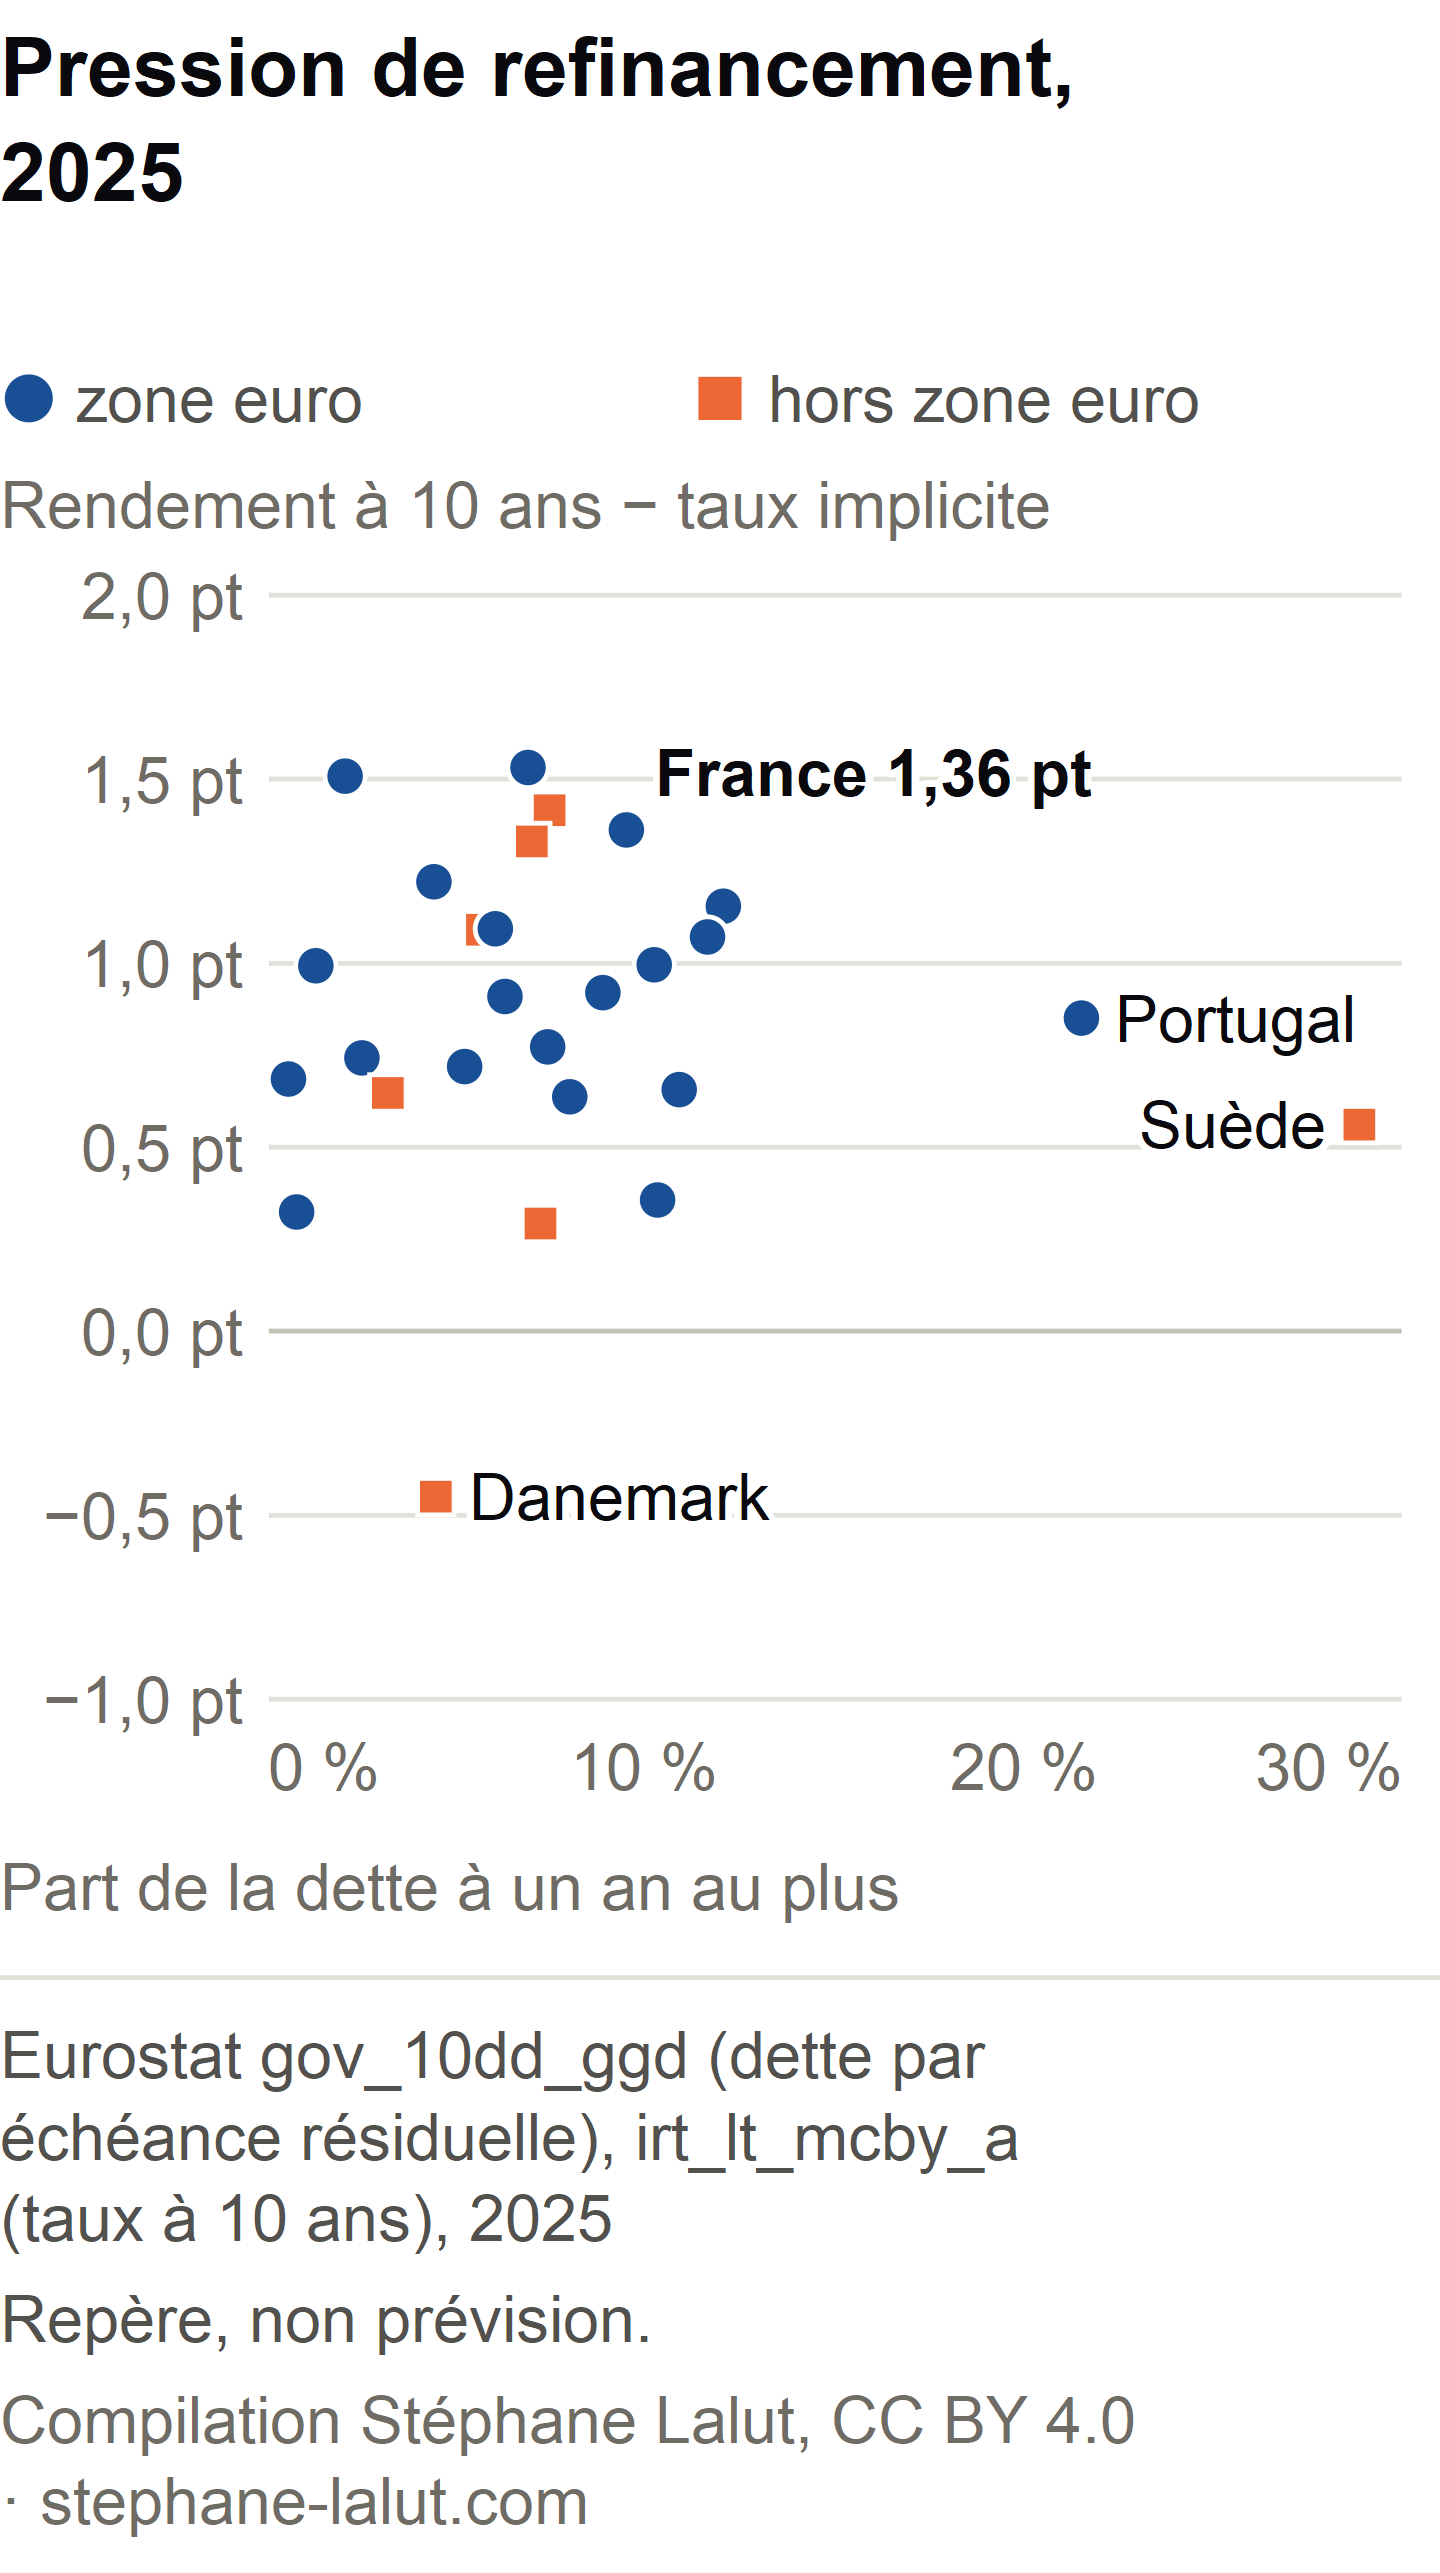 Pression de refinancement,
2025
zone euro
hors zone euro
Rendement à 10 ans − taux implicite
2,0 pt
1,5 pt
France 1,36 pt
1,0 pt
Portugal
Suède
0,5 pt
0,0 pt
Danemark
−0,5 pt
−1,0 pt
0 % 10 % 20 % 30 %
Part de la dette à un an au plus
Eurostat gov_10dd_ggd (dette par
échéance résiduelle), irt_lt_mcby_a
(taux à 10 ans), 2025
Repère, non prévision.
Compilation Stéphane Lalut, CC BY 4.0
· stephane-lalut.com